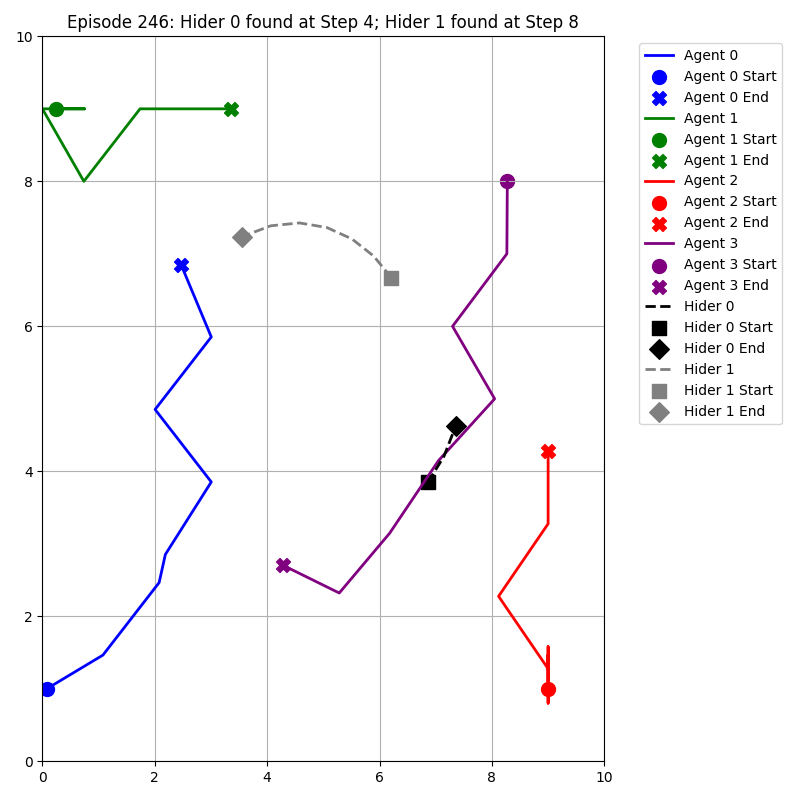 Episode 246: Hider 0 found at Step 4; Hider 1 found at Step 8
10
8
6
4
2
0
0 2 4 6 8 10
Agent 0
Agent 0 Start
Agent 0 End
Agent 1
Agent 1 Start
Agent 1 End
Agent 2
Agent 2 Start
Agent 2 End
Agent 3
Agent 3 Start
Agent 3 End
Hider 0
Hider 0 Start
Hider 0 End
Hider 1
Hider 1 Start
Hider 1 End